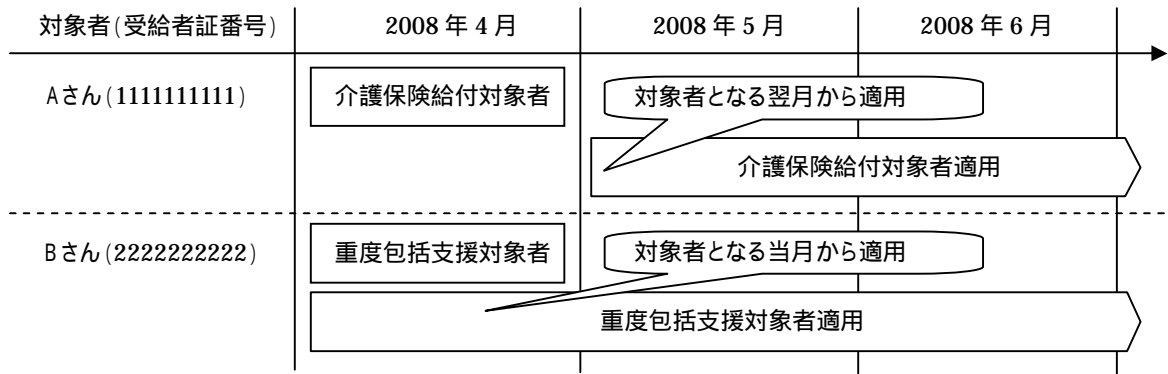 対象者(受給者証番号) 2008年4月 2008年5月 2008年6月
Aさん(1111111111) 介護保険給付対象者 対象者となる翌月から適用
介護保険給付対象者適用
Bさん(2222222222) 重度包括支援対象者 対象者となる当月から適用
重度包括支援対象者適用